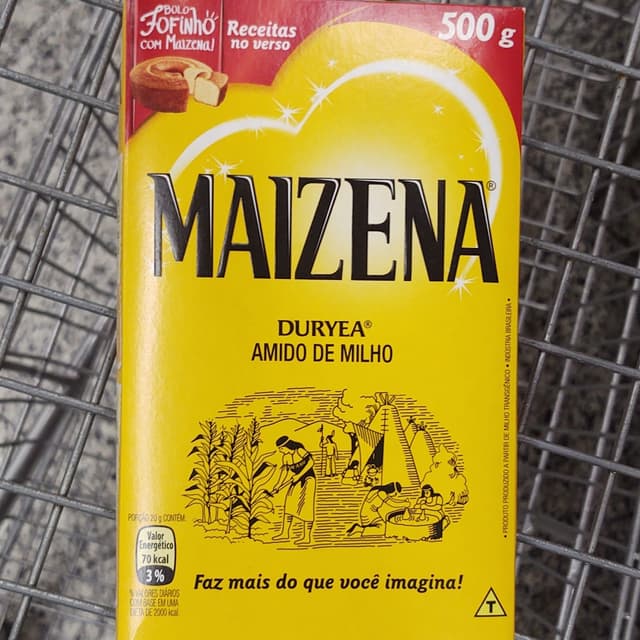 BOLO
FOFINHO
COM MAIZENA!
Receitas
no verso
500 g
MAIZENA®
DURYEA®
AMIDO DE MILHO
• PRODUTO PRODUZIDO A PARTIR DE MILHO TRANSGÊNICO • INDÚSTRIA BRASILEIRA •
PORÇÃO 20 g CONTÉM:
Valor
Energético
70 kcal
3 %
% VALORES DIÁRIOS
COM BASE EM UMA
DIETA DE 2000 kcal.
Faz mais do que você imagina!
T